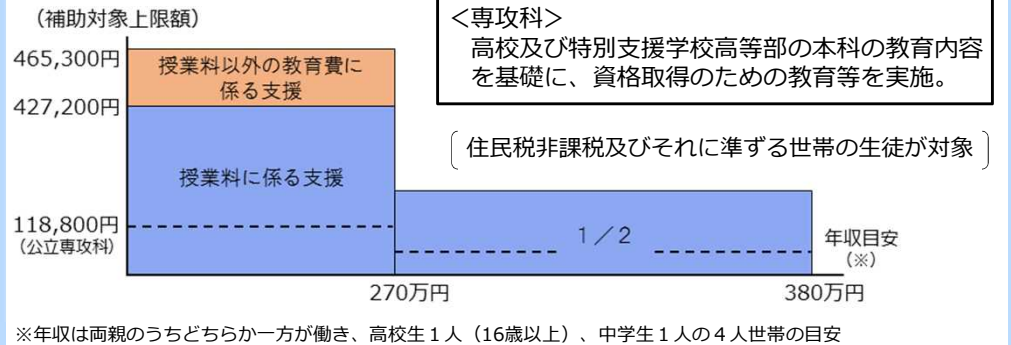 （補助対象上限額）
465,300円
427,200円
118,800円
（公立専攻科）
授業料以外の教育費に
係る支援
授業料に係る支援
１／２
270万円
380万円
年収目安
（※）
＜専攻科＞
高校及び特別支援学校高等部の本科の教育内容
を基礎に、資格取得のための教育等を実施。
〔住民税非課税及びそれに準ずる世帯の生徒が対象〕
※年収は両親のうちどちらか一方が働き、高校生１人（16歳以上）、中学生１人の４人世帯の目安